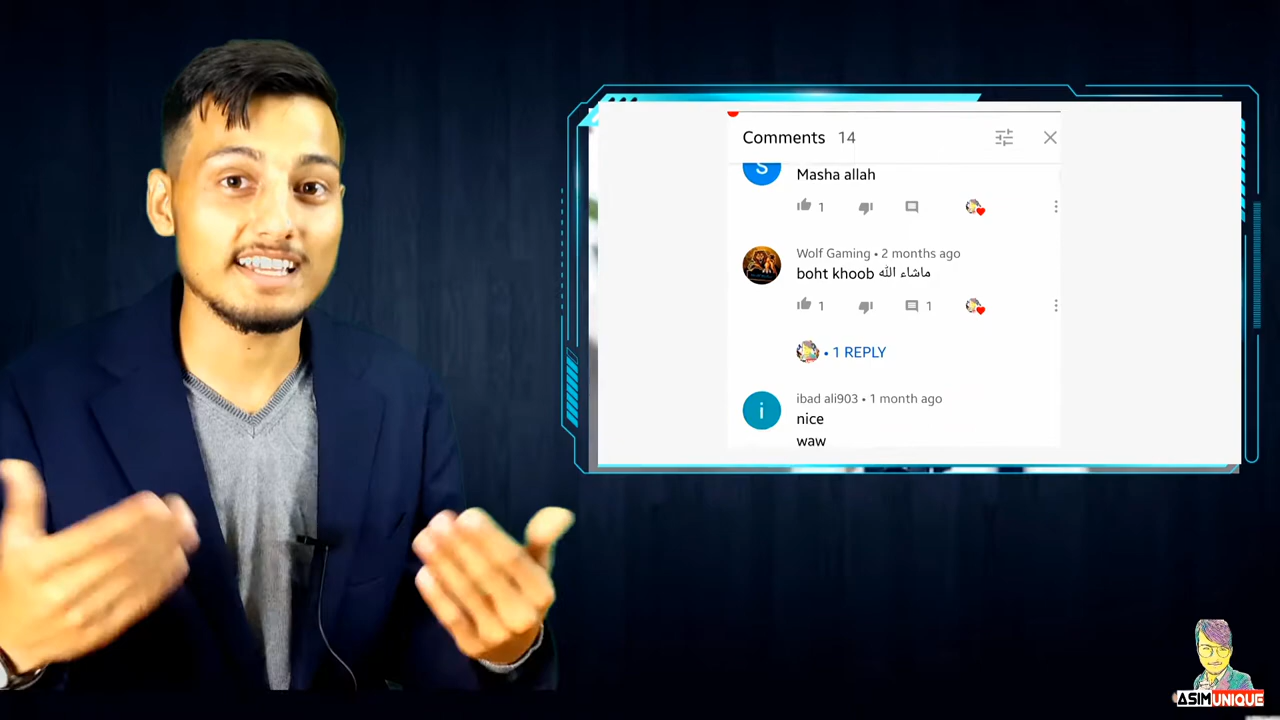 Comments 14
S
Masha allah
1
Wolf Gaming • 2 months ago
boht khoob ماشاء الله
1 1
• 1 REPLY
i
ibad ali903 • 1 month ago
nice
waw
ASIMUNIQUE